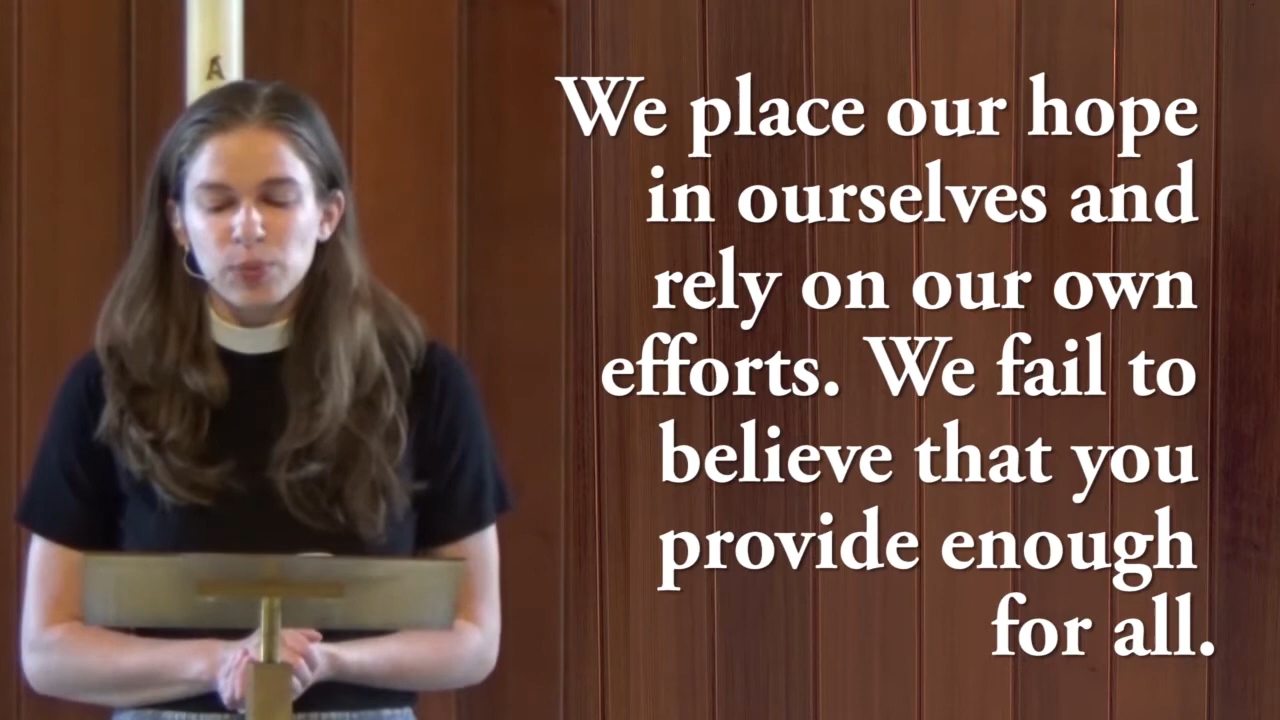 A
We place our hope
in ourselves and
rely on our own
efforts. We fail to
believe that you
provide enough
for all.